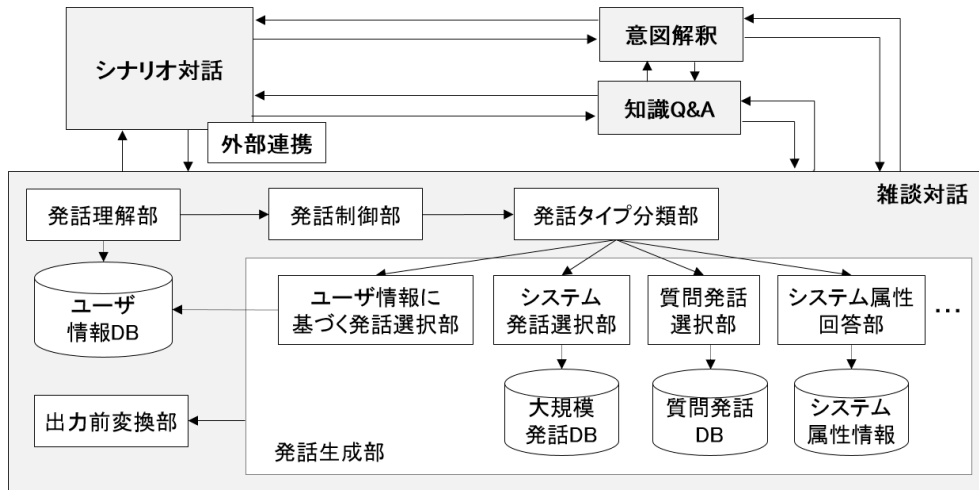 シナリオ対話
意図解釈
知識Q&A
外部連携
雑談対話
発話理解部
発話制御部
発話タイプ分類部
ユーザ
情報DB
ユーザ情報に
基づく発話選択部
システム
発話選択部
質問発話
選択部
システム属性
回答部
…
大規模
発話DB
質問発話
DB
システム
属性情報
出力前変換部
発話生成部